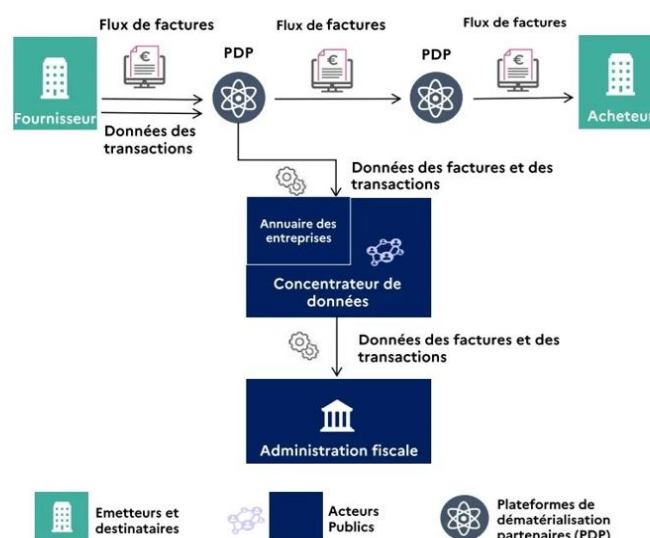 Flux de factures
Flux de factures
Flux de factures
PDP
PDP
€
€
€
Fournisseur
Acheteur
Données des
transactions
Données des factures et des
transactions
Annuaire des
entreprises
Concentrateur de
données
Données des factures et des
transactions
Administration fiscale
Emetteurs et
destinataires
Acteurs
Publics
Plateformes de
dématérialisation
partenaires (PDP)